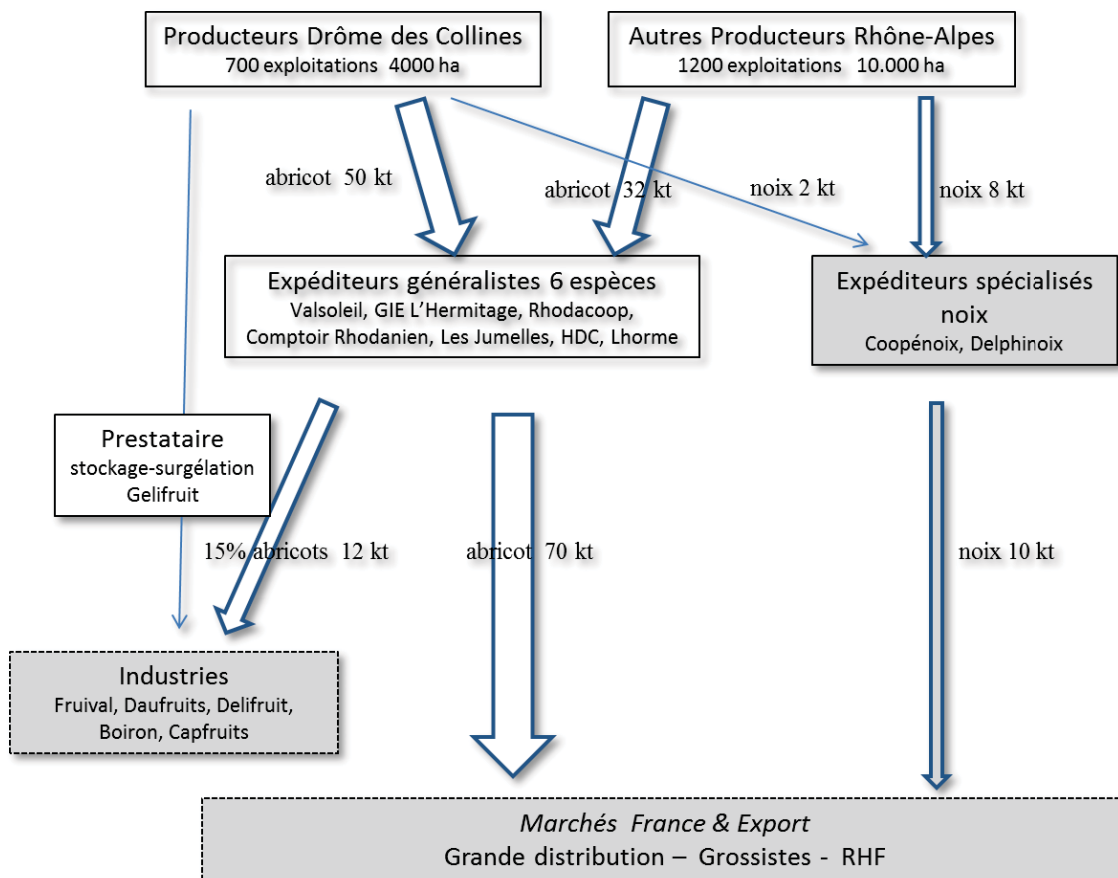 Producteurs Drôme des Collines
700 exploitations 4000 ha
Autres Producteurs Rhône-Alpes
1200 exploitations 10.000 ha
abricot 50 kt
abricot 32 kt
noix 2 kt
noix 8 kt
Expéditeurs généralistes 6 espèces
Valsoleil, GIE L'Hermitage, Rhodacoop,
Comptoir Rhodanien, Les Jumelles, HDC, Lhorme
Expéditeurs spécialisés
noix
Coopénoix, Delphinoix
Prestataire
stockage-surgélation
Gelifruit
15% abricots 12 kt
abricot 70 kt
noix 10 kt
Industries
Fruival, Daufruits, Delifruit,
Boiron, Capfruits
Marchés France & Export
Grande distribution – Grossistes - RHF